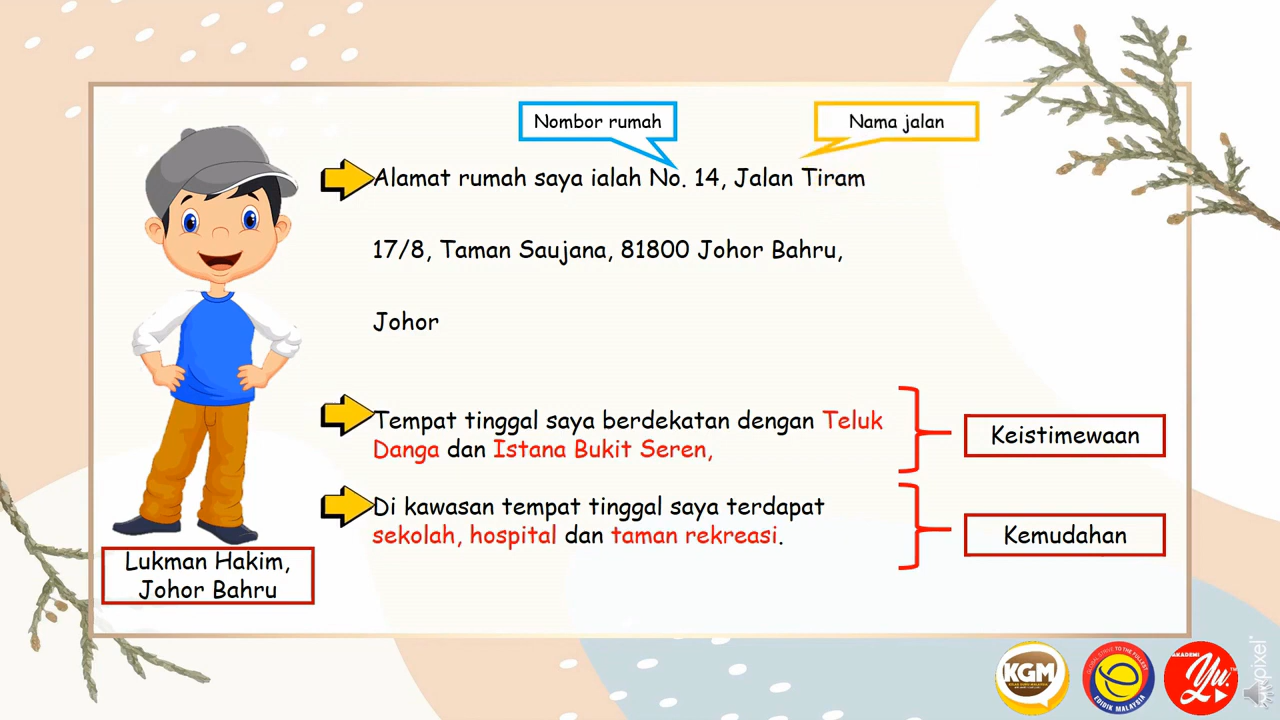 Nombor rumah
Nama jalan
Alamat rumah saya ialah No. 14, Jalan Tiram
17/8, Taman Saujana, 81800 Johor Bahru,
Johor
Tempat tinggal saya berdekatan dengan Teluk
Danga dan Istana Bukit Seren,
Keistimewaan
Di kawasan tempat tinggal saya terdapat
sekolah, hospital dan taman rekreasi.
Kemudahan
Lukman Hakim,
Johor Bahru
KGM
EDIDIK MALAYSIA
AKADEMI
Yu.